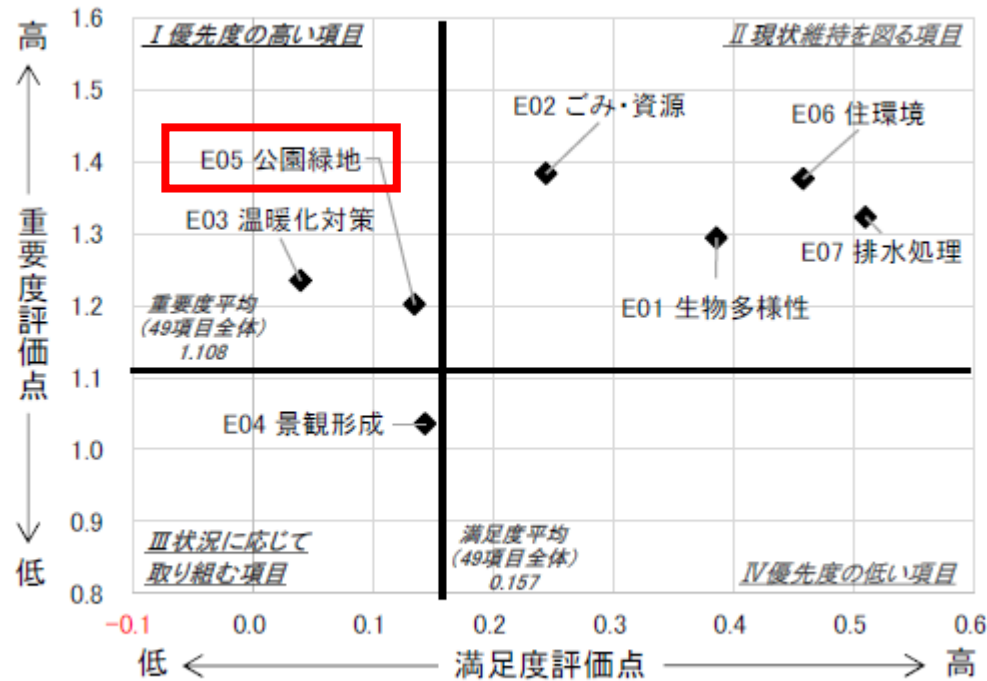 高
重要度評価点
低
1.6
1.5
1.4
1.3
1.2
1.1
1.0
0.9
0.8
Ⅰ優先度の高い項目
Ⅱ現状維持を図る項目
E02 ごみ・資源
E06 住環境
E05 公園緑地
E03 温暖化対策
E07 排水処理
E01 生物多様性
重要度平均
(49項目全体)
1.108
E04 景観形成
Ⅲ状況に応じて
取り組む項目
満足度平均
(49項目全体)
0.157
Ⅳ優先度の低い項目
-0.1 0.0 0.1 0.2 0.3 0.4 0.5 0.6
低 満足度評価点 高